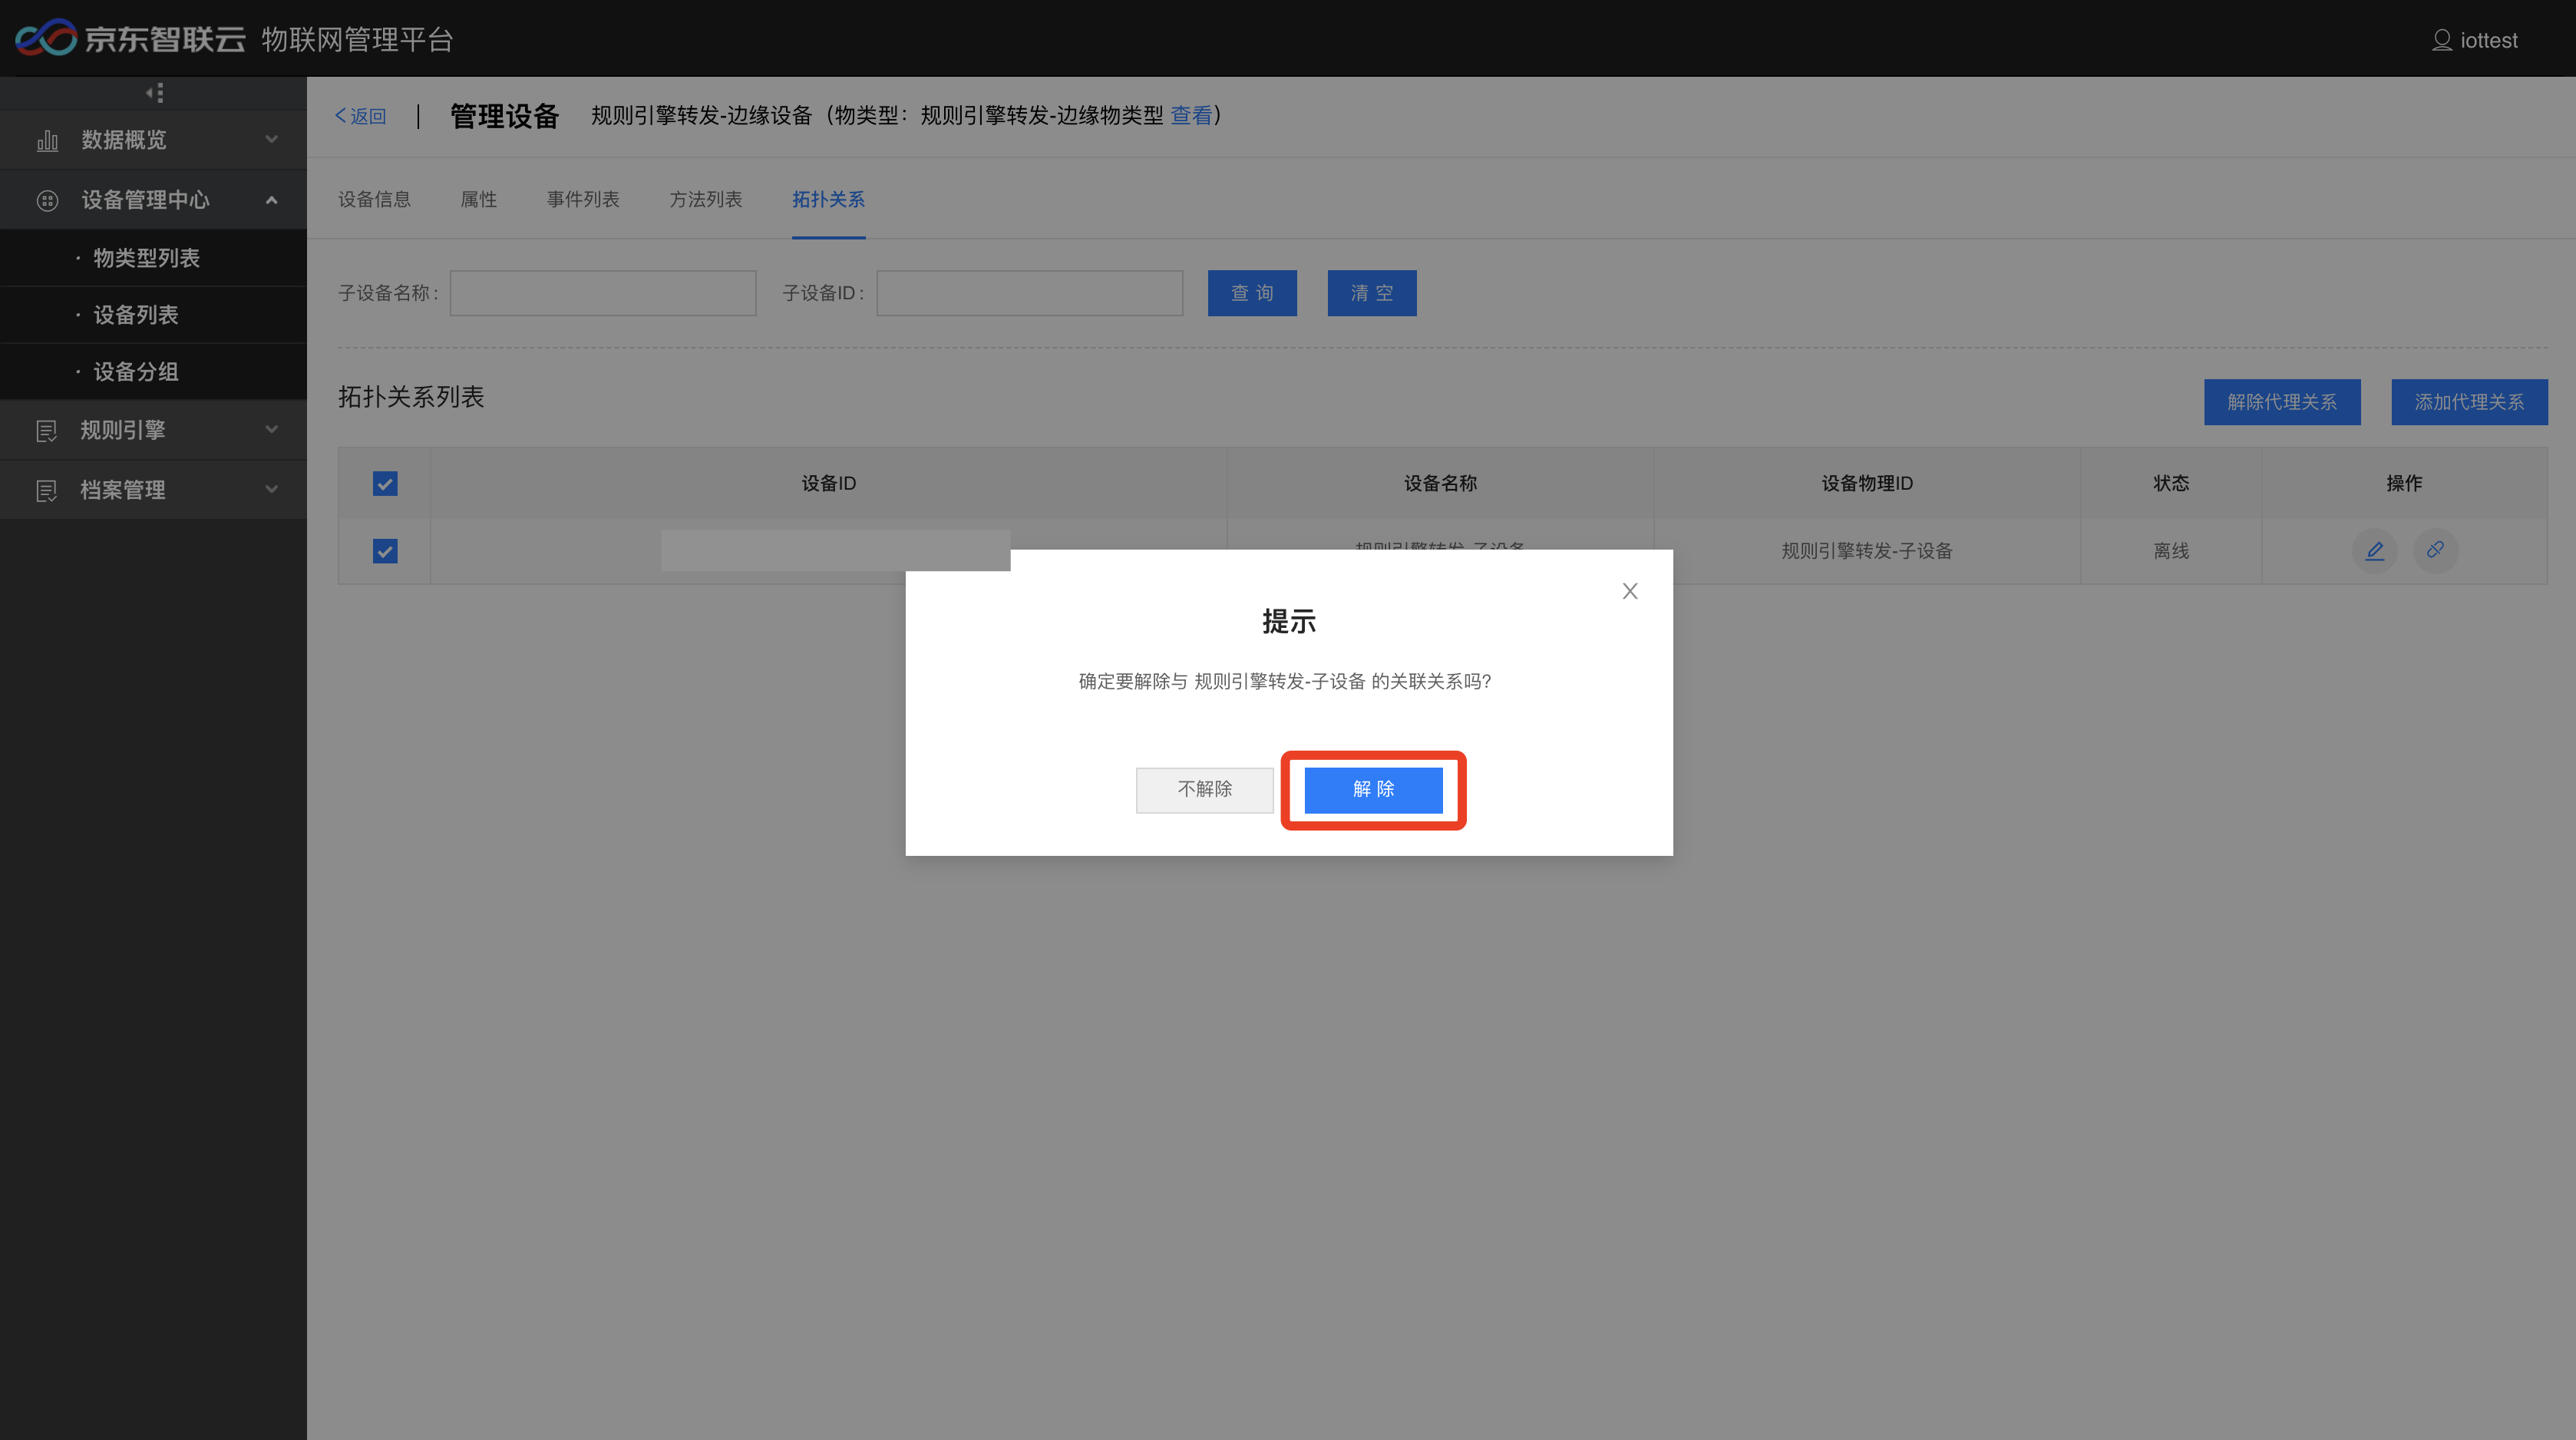 京东智联云 物联网管理平台
iottest
数据概览
设备管理中心
· 物类型列表
· 设备列表
· 设备分组
规则引擎
档案管理
返回 | 管理设备 规则引擎转发-边缘设备（物类型：规则引擎转发-边缘物类型 查看）
设备信息 属性 事件列表 方法列表 拓扑关系
子设备名称: 子设备ID: 查 询 清 空
拓扑关系列表
解除代理关系 添加代理关系
设备ID 设备名称 设备物理ID 状态 操作
规则引擎转发-子设备 规则引擎转发-子设备 离线
提示
确定要解除与 规则引擎转发-子设备 的关联关系吗?
不解除 解 除